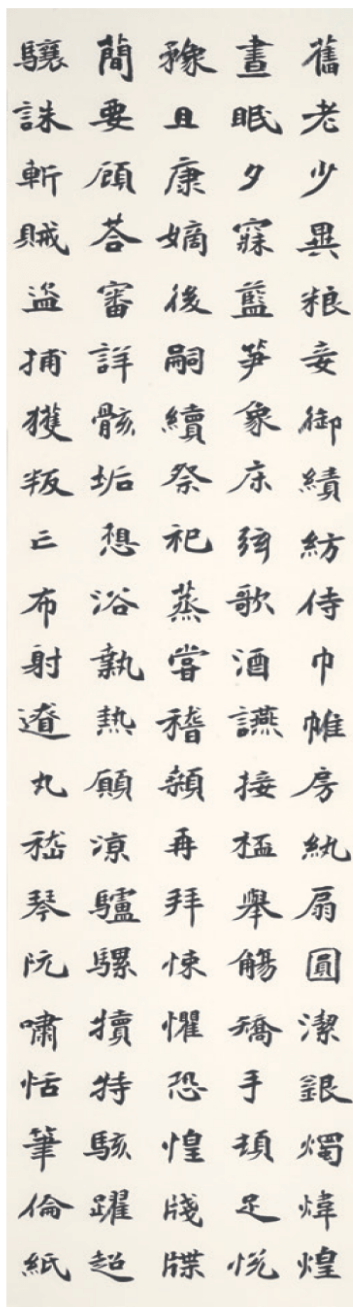 舊老少異粮妾御績紡侍巾帷房紈扇圓潔銀燭煒煌
晝眠夕寐藍笋象床弦歌酒讌接杯舉觴矯手頓足悅
豫且康嫡後嗣續祭祀蒸嘗稽顙再拜悚懼恐惶牋牒
簡要顧荅審詳骸垢想浴執熱願凉驢騾犢特駭躍超
驤誅斬賊盜捕獲叛亡布射遼丸嵇琴阮嘯恬筆倫紙